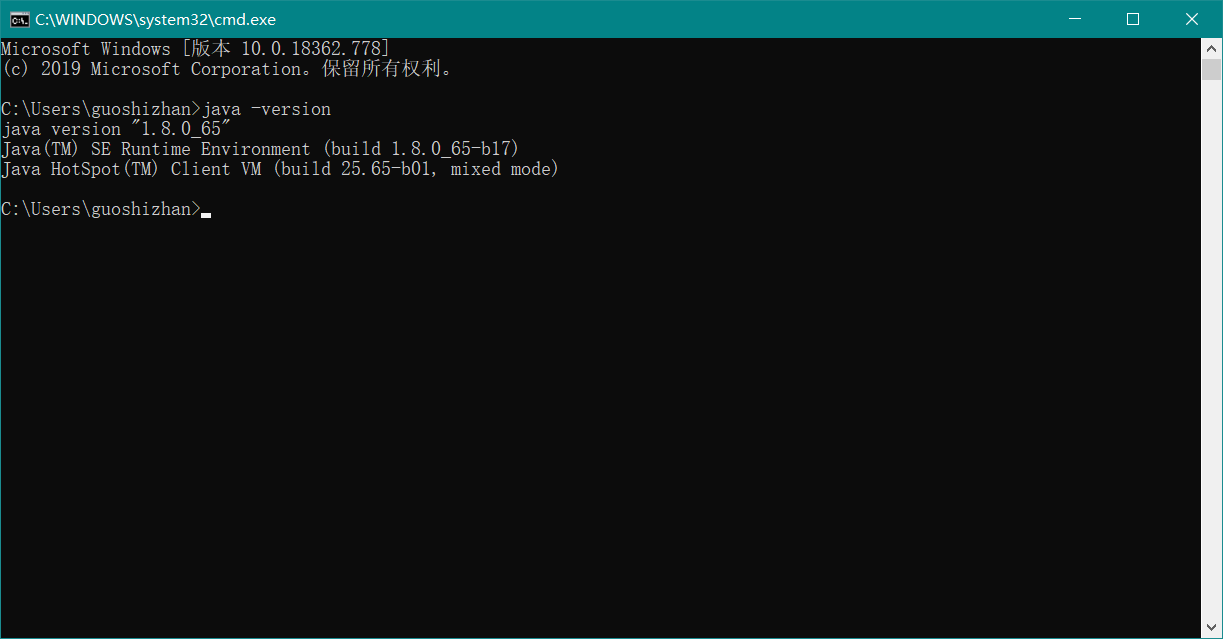 C:\WINDOWS\system32\cmd.exe
Microsoft Windows [版本 10.0.18362.778]
(c) 2019 Microsoft Corporation。保留所有权利。
C:\Users\guoshizhan>java -version
java version "1.8.0_65"
Java(TM) SE Runtime Environment (build 1.8.0_65-b17)
Java HotSpot(TM) Client VM (build 25.65-b01, mixed mode)
C:\Users\guoshizhan>